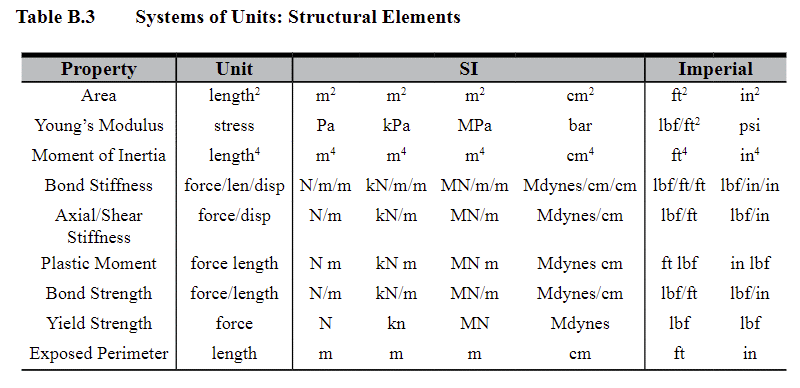 Table B.3 Systems of Units: Structural Elements
Property Unit SI Imperial
Area length² m² m² m² cm² ft² in²
Young’s Modulus stress Pa kPa MPa bar lbf/ft² psi
Moment of Inertia length⁴ m⁴ m⁴ m⁴ cm⁴ ft⁴ in⁴
Bond Stiffness force/len/disp N/m/m kN/m/m MN/m/m Mdynes/cm/cm lbf/ft/ft lbf/in/in
Axial/Shear force/disp N/m kN/m MN/m Mdynes/cm lbf/ft lbf/in
Stiffness
Plastic Moment force length N m kN m MN m Mdynes cm ft lbf in lbf
Bond Strength force/length N/m kN/m MN/m Mdynes/cm lbf/ft lbf/in
Yield Strength force N kn MN Mdynes lbf lbf
Exposed Perimeter length m m m cm ft in